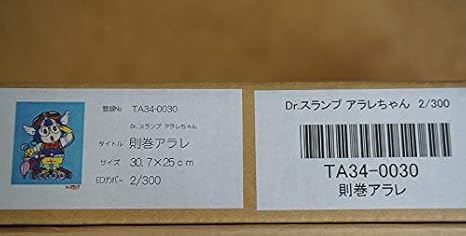 登録No TA34-0030
Dr.スランプ アラレちゃん
タイトル 則巻アラレ
サイズ 30.7×25cm
EDナンバー 2/300
Dr.スランプ アラレちゃん 2/300
TA34-0030
則巻アラレ